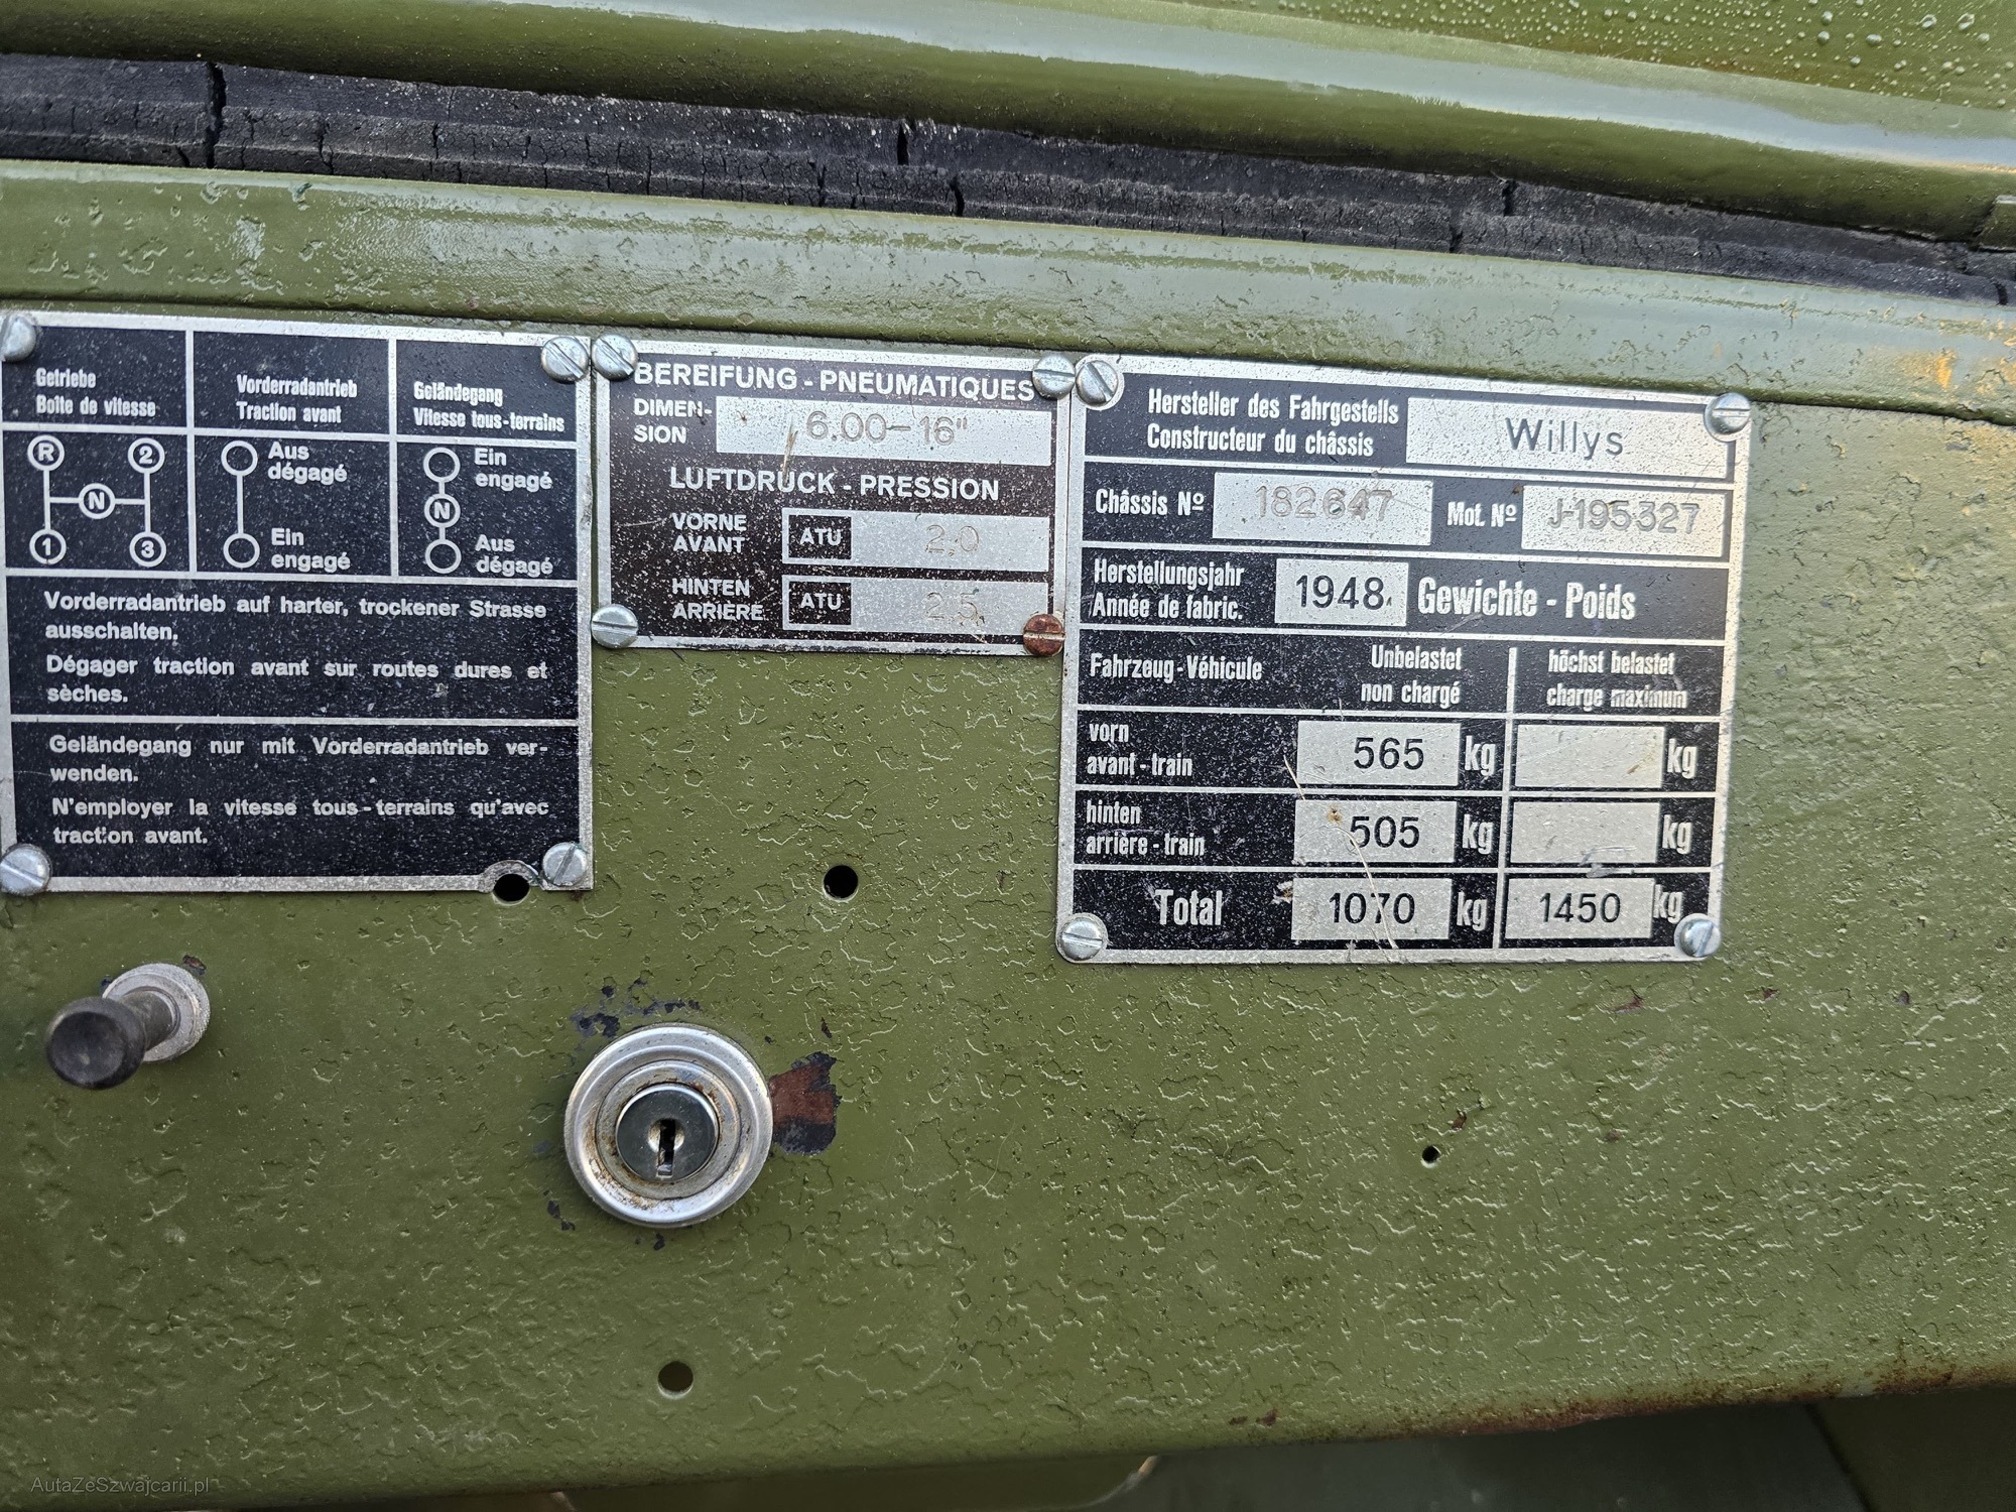 Getriebe
Boîte de vitesse
Vorderradantrieb
Traction avant
Geländegang
Vitesse tous-terrains
R 2
N
1 3
Aus
dégagé
Ein
engagé
Ein
engagé
N
Aus
dégagé
Vorderradantrieb auf harter, trockener Strasse
ausschalten.
Dégager traction avant sur routes dures et
sèches.
Geländegang nur mit Vorderradantrieb ver-
wenden.
N'employer la vitesse tous-terrains qu'avec
traction avant.
BEREIFUNG - PNEUMATIQUES
DIMEN-
SION
6.00-16"
LUFTDRUCK - PRESSION
VORNE
AVANT
ATU 2.0
HINTEN
ARRIÈRE
ATU 2.5
Hersteller des Fahrgestells
Constructeur du châssis
Willys
Châssis Nº 182647 Mot. Nº J-195327
Herstellungsjahr
Année de fabric.
1948 Gewichte - Poids
Fahrzeug - Véhicule
Unbelastet
non chargé
höchst belastet
charge maximum
vorn
avant - train
565 kg kg
hinten
arrière - train
505 kg kg
Total 1070 kg 1450 kg
AutaZeSzwajcarii.pl